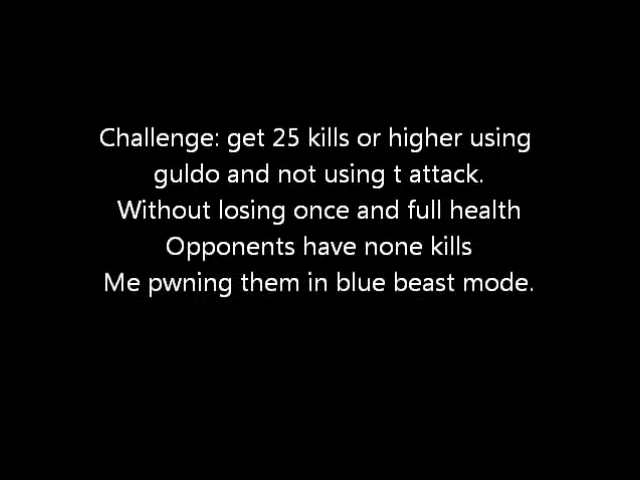 Challenge: get 25 kills or higher using
guldo and not using t attack.
Without losing once and full health
Opponents have none kills
Me pwning them in blue beast mode.